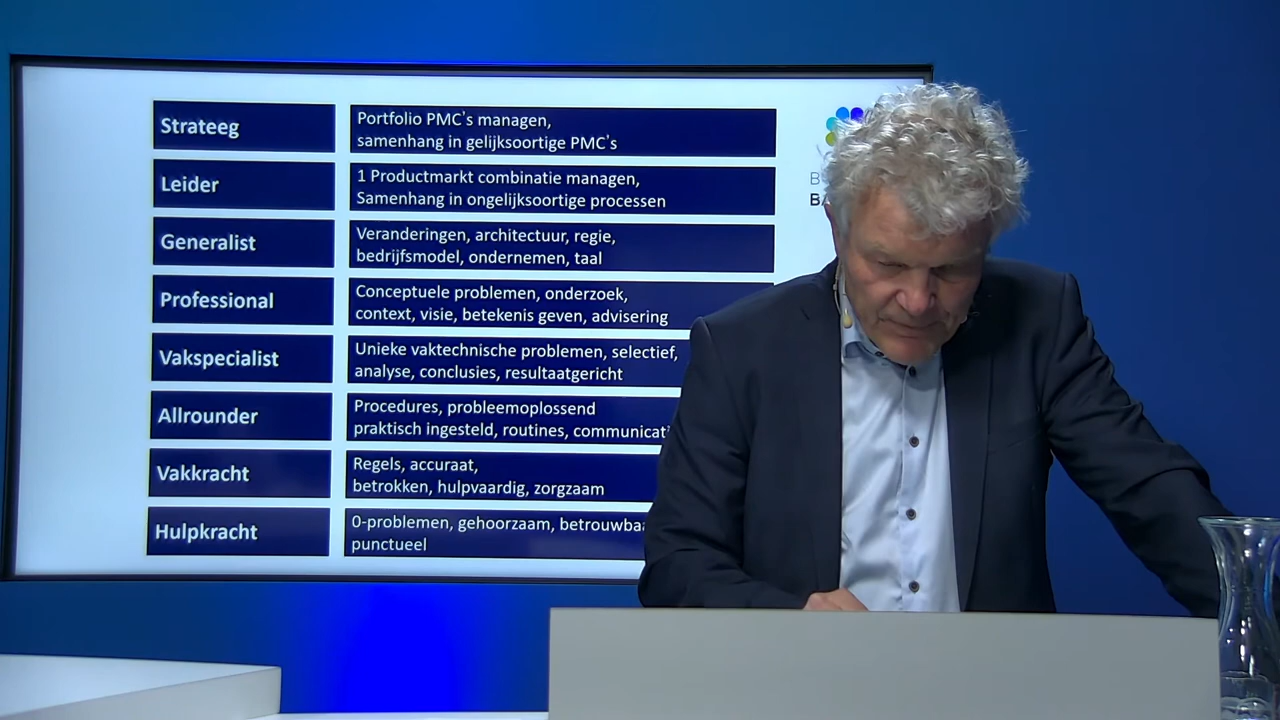 Strateeg
Portfolio PMC's managen,
samenhang in gelijksoortige PMC's
Leider
1 Productmarkt combinatie managen,
Samenhang in ongelijksoortige processen
Generalist
Veranderingen, architectuur, regie,
bedrijfsmodel, ondernemen, taal
Professional
Conceptuele problemen, onderzoek,
context, visie, betekenis geven, advisering
Vakspecialist
Unieke vaktechnische problemen, selectief,
analyse, conclusies, resultaatgericht
Allrounder
Procedures, probleemoplossend
praktisch ingesteld, routines,
Vakkracht
Regels, accuraat,
betrokken, hulpvaardig, zorgzaam
Hulpkracht
0-problemen, gehoorzaam,
punctueel